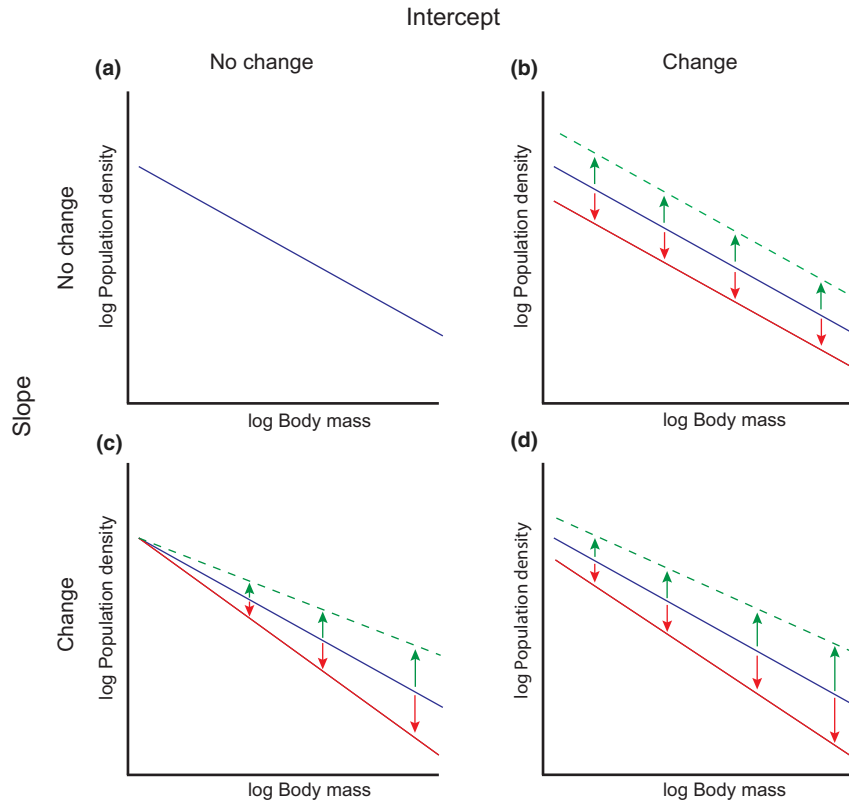 Intercept
No change
Change
Slope
No change
Change
(a)
log Population density
log Body mass
(b)
log Population density
log Body mass
(c)
log Population density
log Body mass
(d)
log Population density
log Body mass